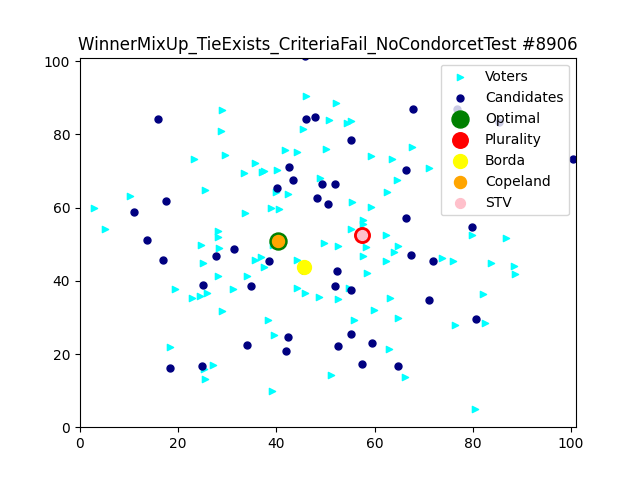 WinnerMixUp_TieExists_CriteriaFail_NoCondorcetTest #8906
100
80
60
40
20
0
0
20
40
60
80
100
Voters
Candidates
Optimal
Plurality
Borda
Copeland
STV